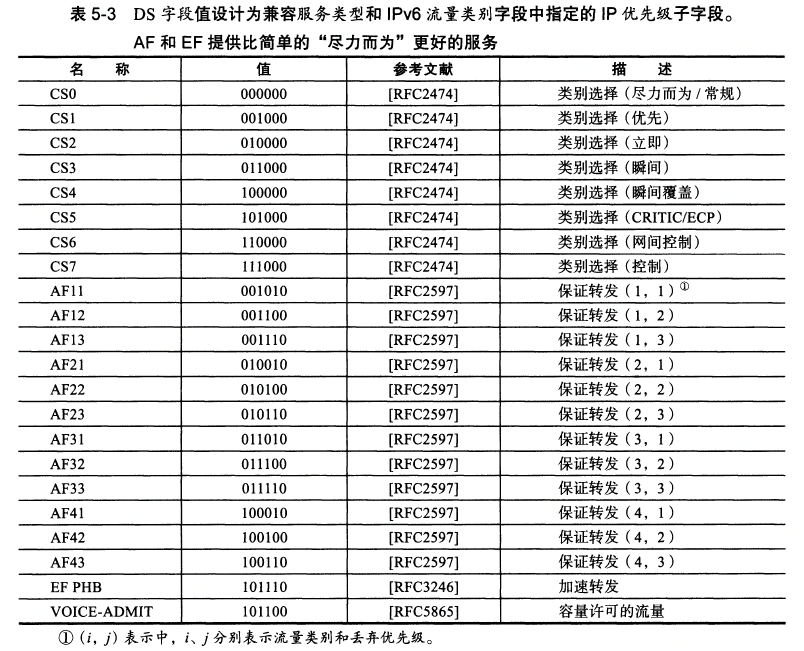 表 5-3 DS 字段值设计为兼容服务类型和 IPv6 流量类别字段中指定的 IP 优先级子字段。
AF 和 EF 提供比简单的“尽力而为”更好的服务
名 称 值 参考文献 描 述
CS0 000000 [RFC2474] 类别选择(尽力而为/常规)
CS1 001000 [RFC2474] 类别选择(优先)
CS2 010000 [RFC2474] 类别选择(立即)
CS3 011000 [RFC2474] 类别选择(瞬间)
CS4 100000 [RFC2474] 类别选择(瞬间覆盖)
CS5 101000 [RFC2474] 类别选择(CRITIC/ECP)
CS6 110000 [RFC2474] 类别选择(网间控制)
CS7 111000 [RFC2474] 类别选择(控制)
AF11 001010 [RFC2597] 保证转发(1,1)①
AF12 001100 [RFC2597] 保证转发(1,2)
AF13 001110 [RFC2597] 保证转发(1,3)
AF21 010010 [RFC2597] 保证转发(2,1)
AF22 010100 [RFC2597] 保证转发(2,2)
AF23 010110 [RFC2597] 保证转发(2,3)
AF31 011010 [RFC2597] 保证转发(3,1)
AF32 011100 [RFC2597] 保证转发(3,2)
AF33 011110 [RFC2597] 保证转发(3,3)
AF41 100010 [RFC2597] 保证转发(4,1)
AF42 100100 [RFC2597] 保证转发(4,2)
AF43 100110 [RFC2597] 保证转发(4,3)
EF PHB 101110 [RFC3246] 加速转发
VOICE-ADMIT 101100 [RFC5865] 容量许可的流量
①(i, j)表示中,i、j分别表示流量类别和丢弃优先级。